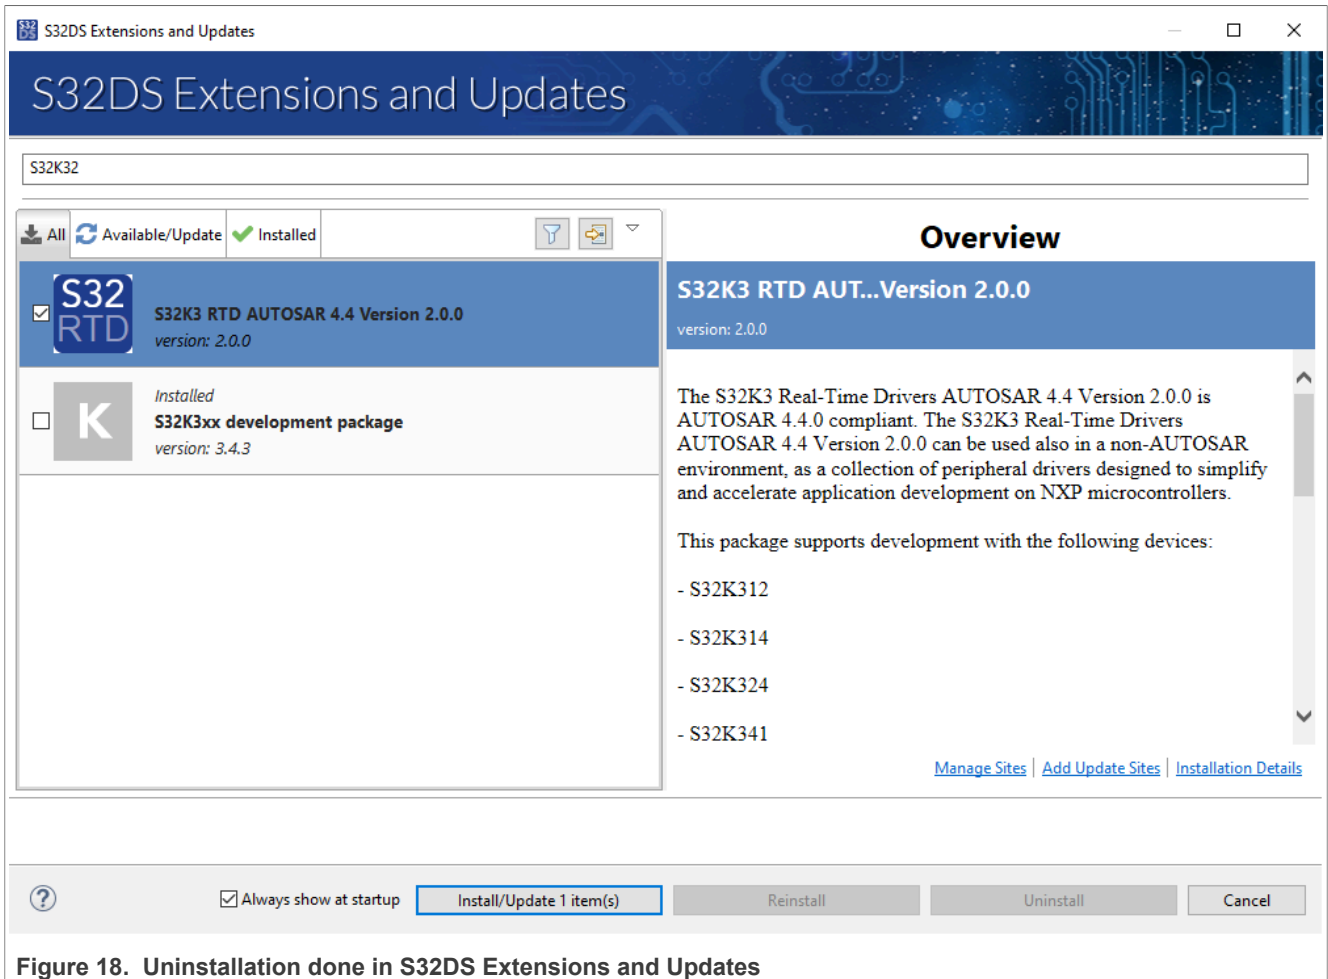 S32DS Extensions and Updates
S32DS Extensions and Updates
S32K32
All Available/Update Installed
S32
RTD
S32K3 RTD AUTOSAR 4.4 Version 2.0.0
version: 2.0.0
K
Installed
S32K3xx development package
version: 3.4.3
Overview
S32K3 RTD AUT...Version 2.0.0
version: 2.0.0
The S32K3 Real-Time Drivers AUTOSAR 4.4 Version 2.0.0 is
AUTOSAR 4.4.0 compliant. The S32K3 Real-Time Drivers
AUTOSAR 4.4 Version 2.0.0 can be used also in a non-AUTOSAR
environment, as a collection of peripheral drivers designed to simplify
and accelerate application development on NXP microcontrollers.
This package supports development with the following devices:
- S32K312
- S32K314
- S32K324
- S32K341
Manage Sites | Add Update Sites | Installation Details
? Always show at startup Install/Update 1 item(s) Reinstall Uninstall Cancel
Figure 18. Uninstallation done in S32DS Extensions and Updates